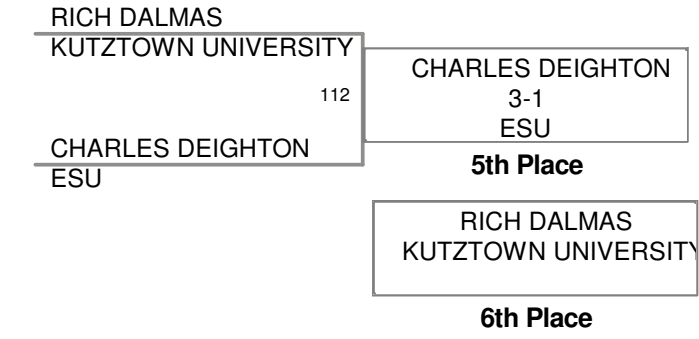 RICH DALMAS
KUTZTOWN UNIVERSITY
112
CHARLES DEIGHTON
ESU
CHARLES DEIGHTON
3-1
ESU
5th Place
RICH DALMAS
KUTZTOWN UNIVERSITY
6th Place